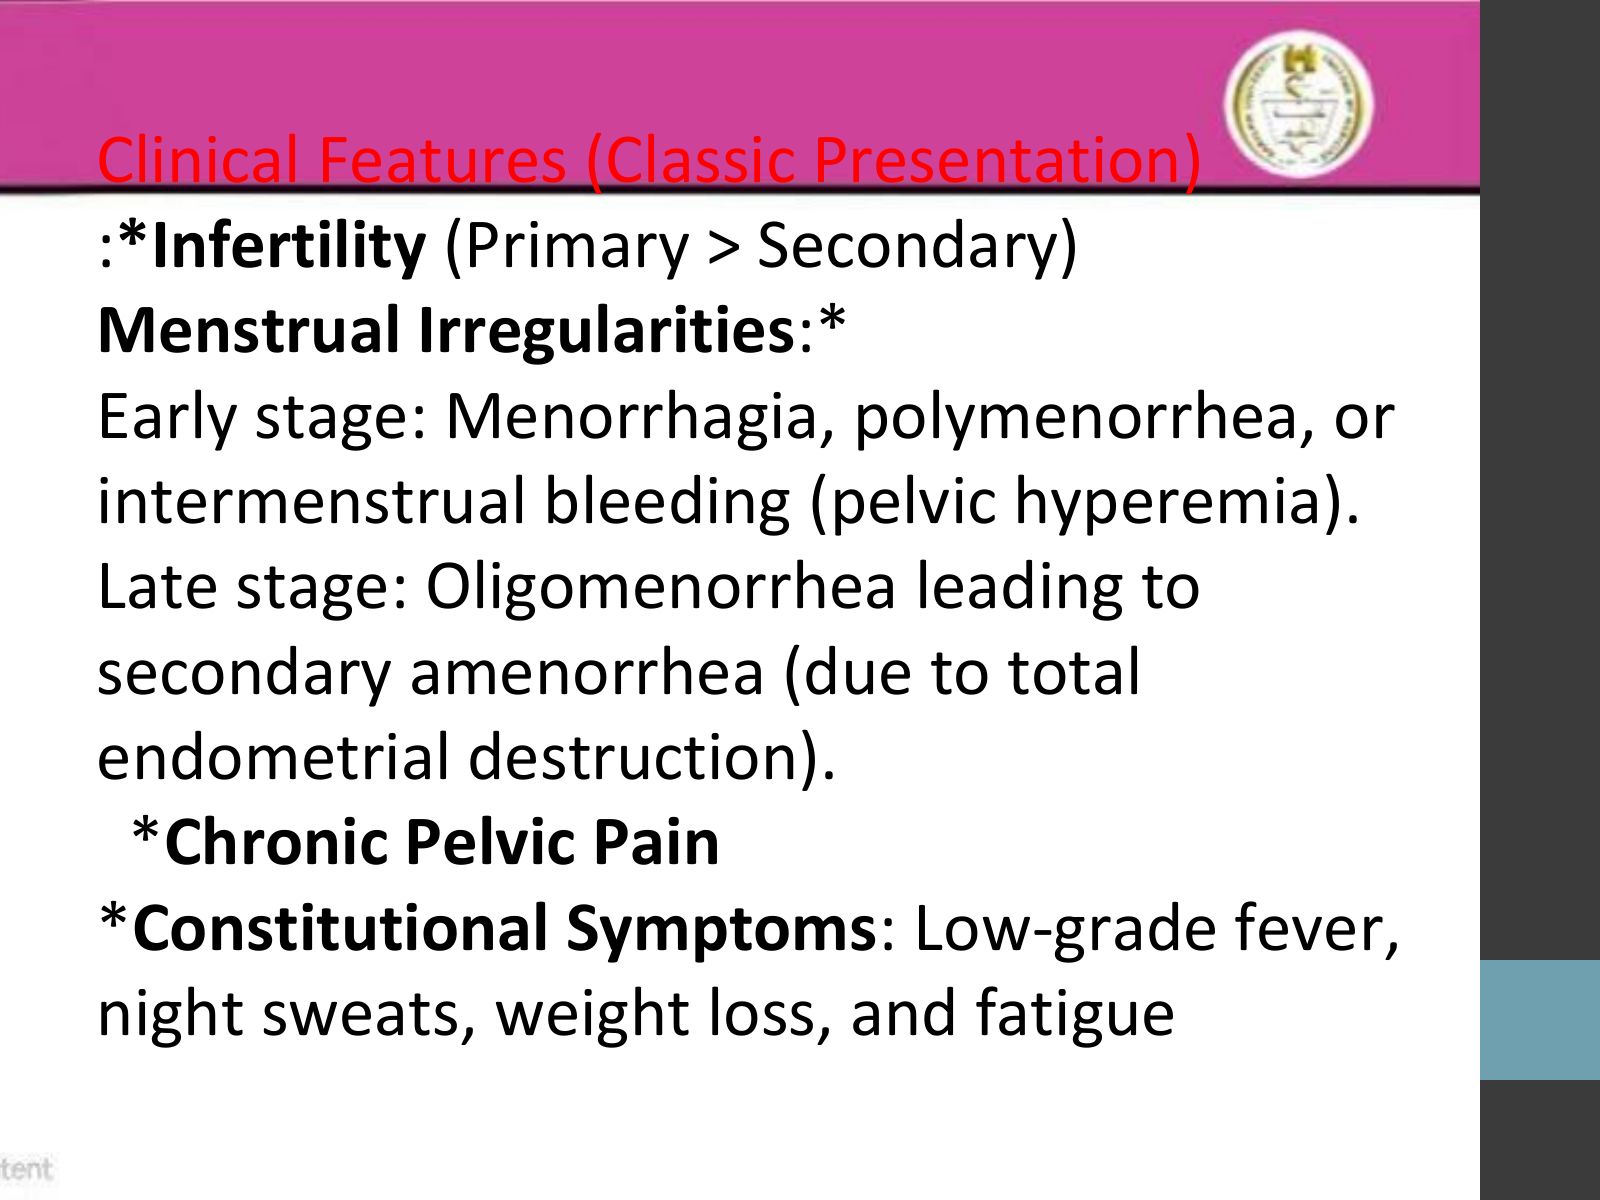 Clinical Features (Classic Presentation)
:*Infertility (Primary > Secondary)
Menstrual Irregularities:*
Early stage: Menorrhagia, polymenorrhea, or
intermenstrual bleeding (pelvic hyperemia).
Late stage: Oligomenorrhea leading to
secondary amenorrhea (due to total
endometrial destruction).
*Chronic Pelvic Pain
*Constitutional Symptoms: Low-grade fever,
night sweats, weight loss, and fatigue
tent